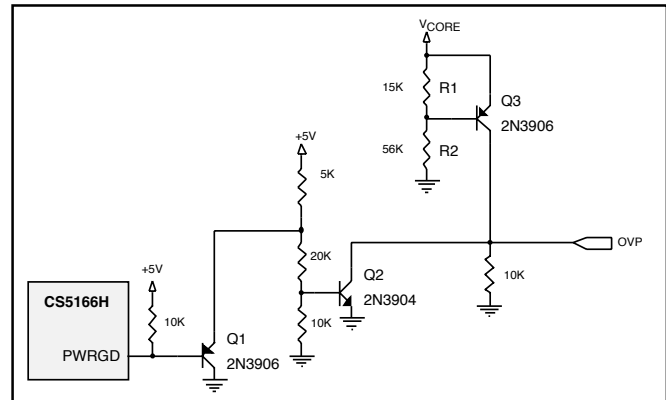 VCORE
15K
R1
Q3
2N3906
56K
R2
+5V
5K
20K
Q2
2N3904
OVP
10K
+5V
CS5166H
10K
10K
Q1
PWRGD
2N3906